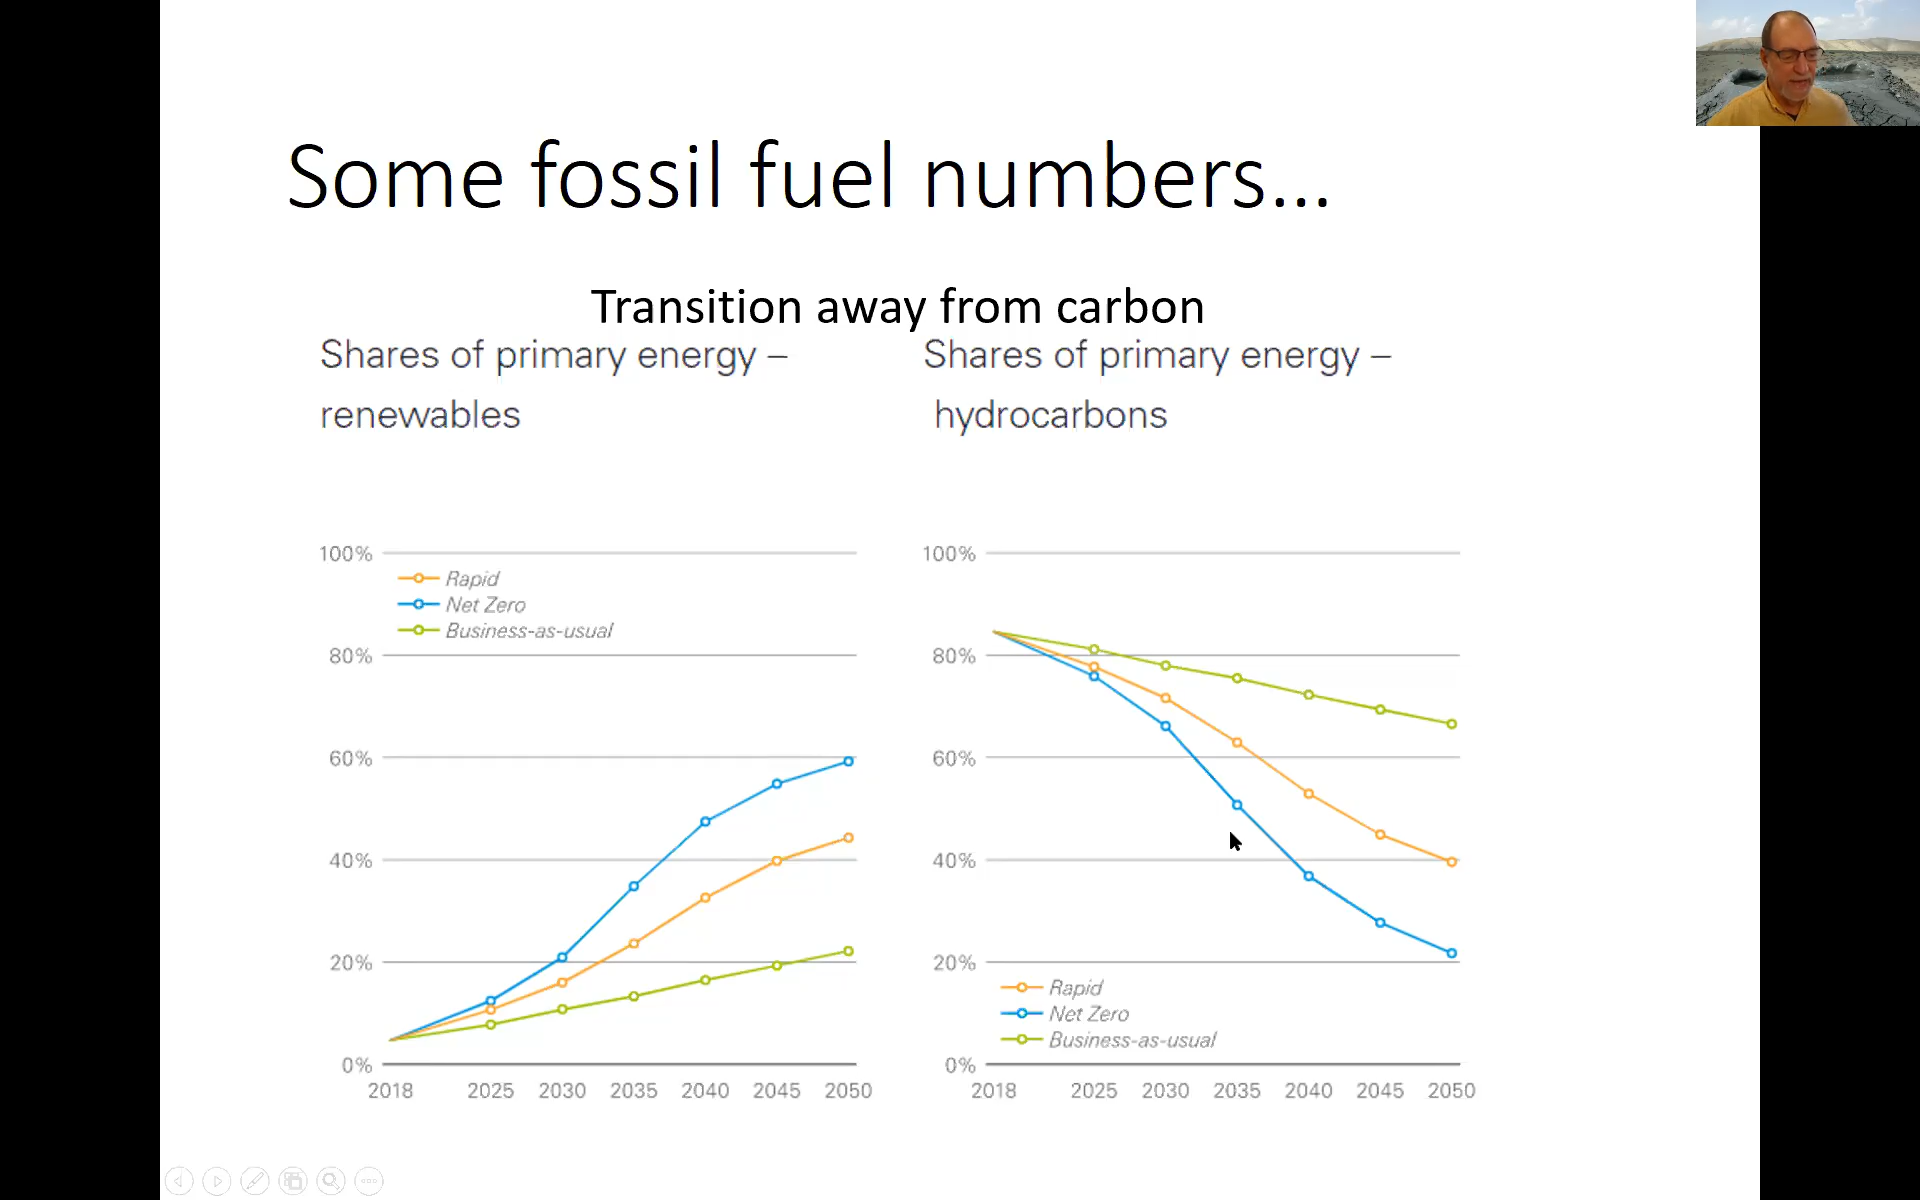 Some fossil fuel numbers...
Transition away from carbon
Shares of primary energy –
renewables
100%
Rapid
Net Zero
Business-as-usual
80%
60%
40%
20%
0%
2018 2025 2030 2035 2040 2045 2050
Shares of primary energy –
hydrocarbons
100%
80%
60%
40%
20%
Rapid
Net Zero
Business-as-usual
0%
2018 2025 2030 2035 2040 2045 2050